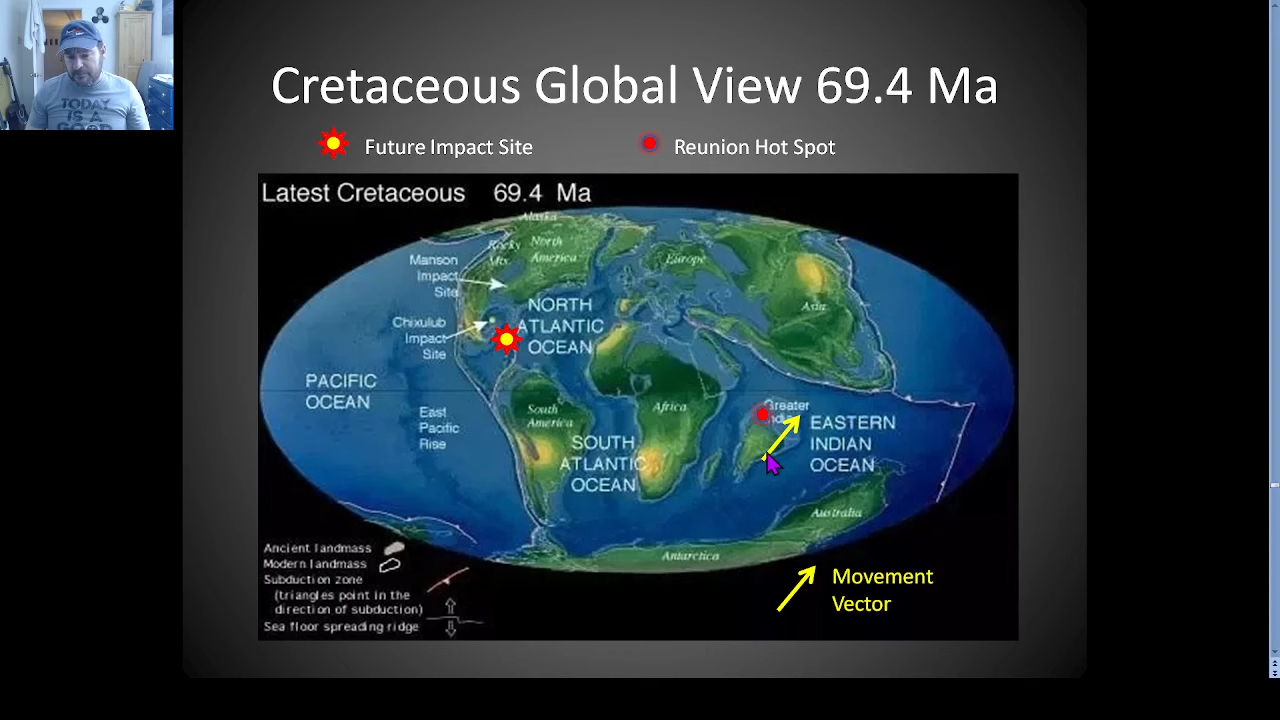 TODAY
IS A
GOOD
Cretaceous Global View 69.4 Ma
Future Impact Site
Reunion Hot Spot
Latest Cretaceous 69.4 Ma
Alaska
Rocky
Mts.
North
America
Manson
Impact
Site
Europe
Asia
NORTH
ATLANTIC
OCEAN
Chixulub
Impact
Site
PACIFIC
OCEAN
East
Pacific
Rise
South
America
Africa
Greater
SOUTH
ATLANTIC
OCEAN
EASTERN
INDIAN
OCEAN
Australia
Antarctica
Ancient landmass
Modern landmass
Subduction zone
(triangles point in the
direction of subduction)
Sea floor spreading ridge
Movement
Vector